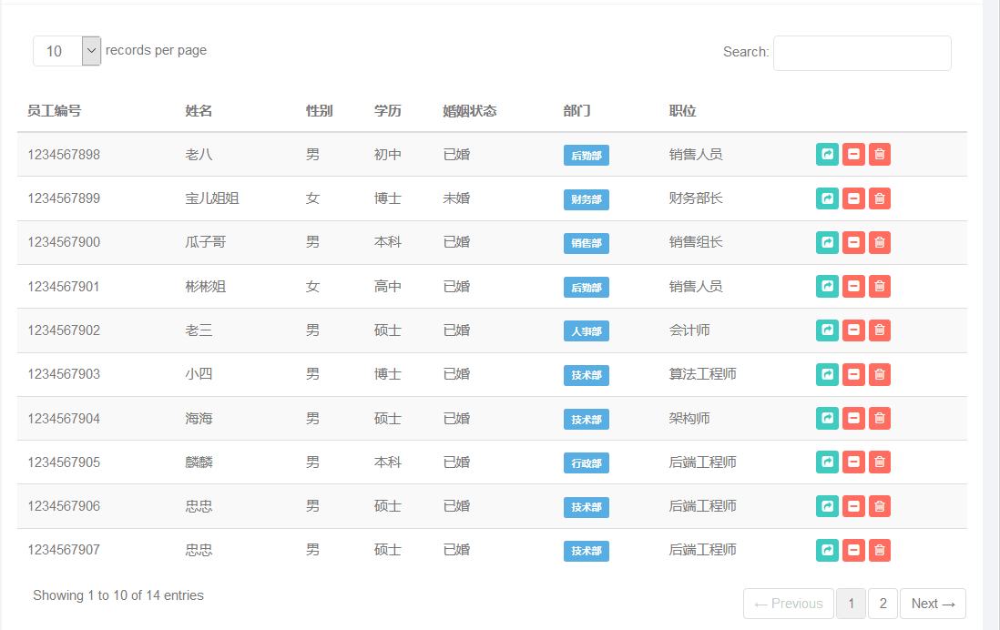 10 records per page Search:
员工编号 姓名 性别 学历 婚姻状态 部门 职位
1234567898 老八 男 初中 已婚 后勤部 销售人员
1234567899 宝儿姐姐 女 博士 未婚 财务部 财务部长
1234567900 瓜子哥 男 本科 已婚 销售部 销售组长
1234567901 彬彬姐 女 高中 已婚 后勤部 销售人员
1234567902 老三 男 硕士 已婚 人事部 会计师
1234567903 小四 男 博士 已婚 技术部 算法工程师
1234567904 海海 男 硕士 已婚 技术部 架构师
1234567905 麟麟 男 本科 已婚 行政部 后端工程师
1234567906 忠忠 男 硕士 已婚 技术部 后端工程师
1234567907 忠忠 男 硕士 已婚 技术部 后端工程师
Showing 1 to 10 of 14 entries
← Previous 1 2 Next →